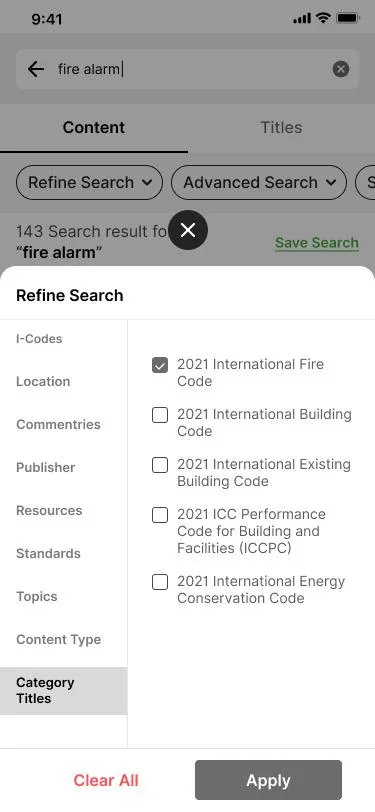 9:41
fire alarm
Content
Titles
Refine Search
Advanced Search
S
143 Search result fo
“fire alarm”
Save Search
Refine Search
I-Codes
Location
Commentries
Publisher
Resources
Standards
Topics
Content Type
Category
Titles
2021 International Fire
Code
2021 International Building
Code
2021 International Existing
Building Code
2021 ICC Performance
Code for Building and
Facilities (ICCPC)
2021 International Energy
Conservation Code
Clear All
Apply